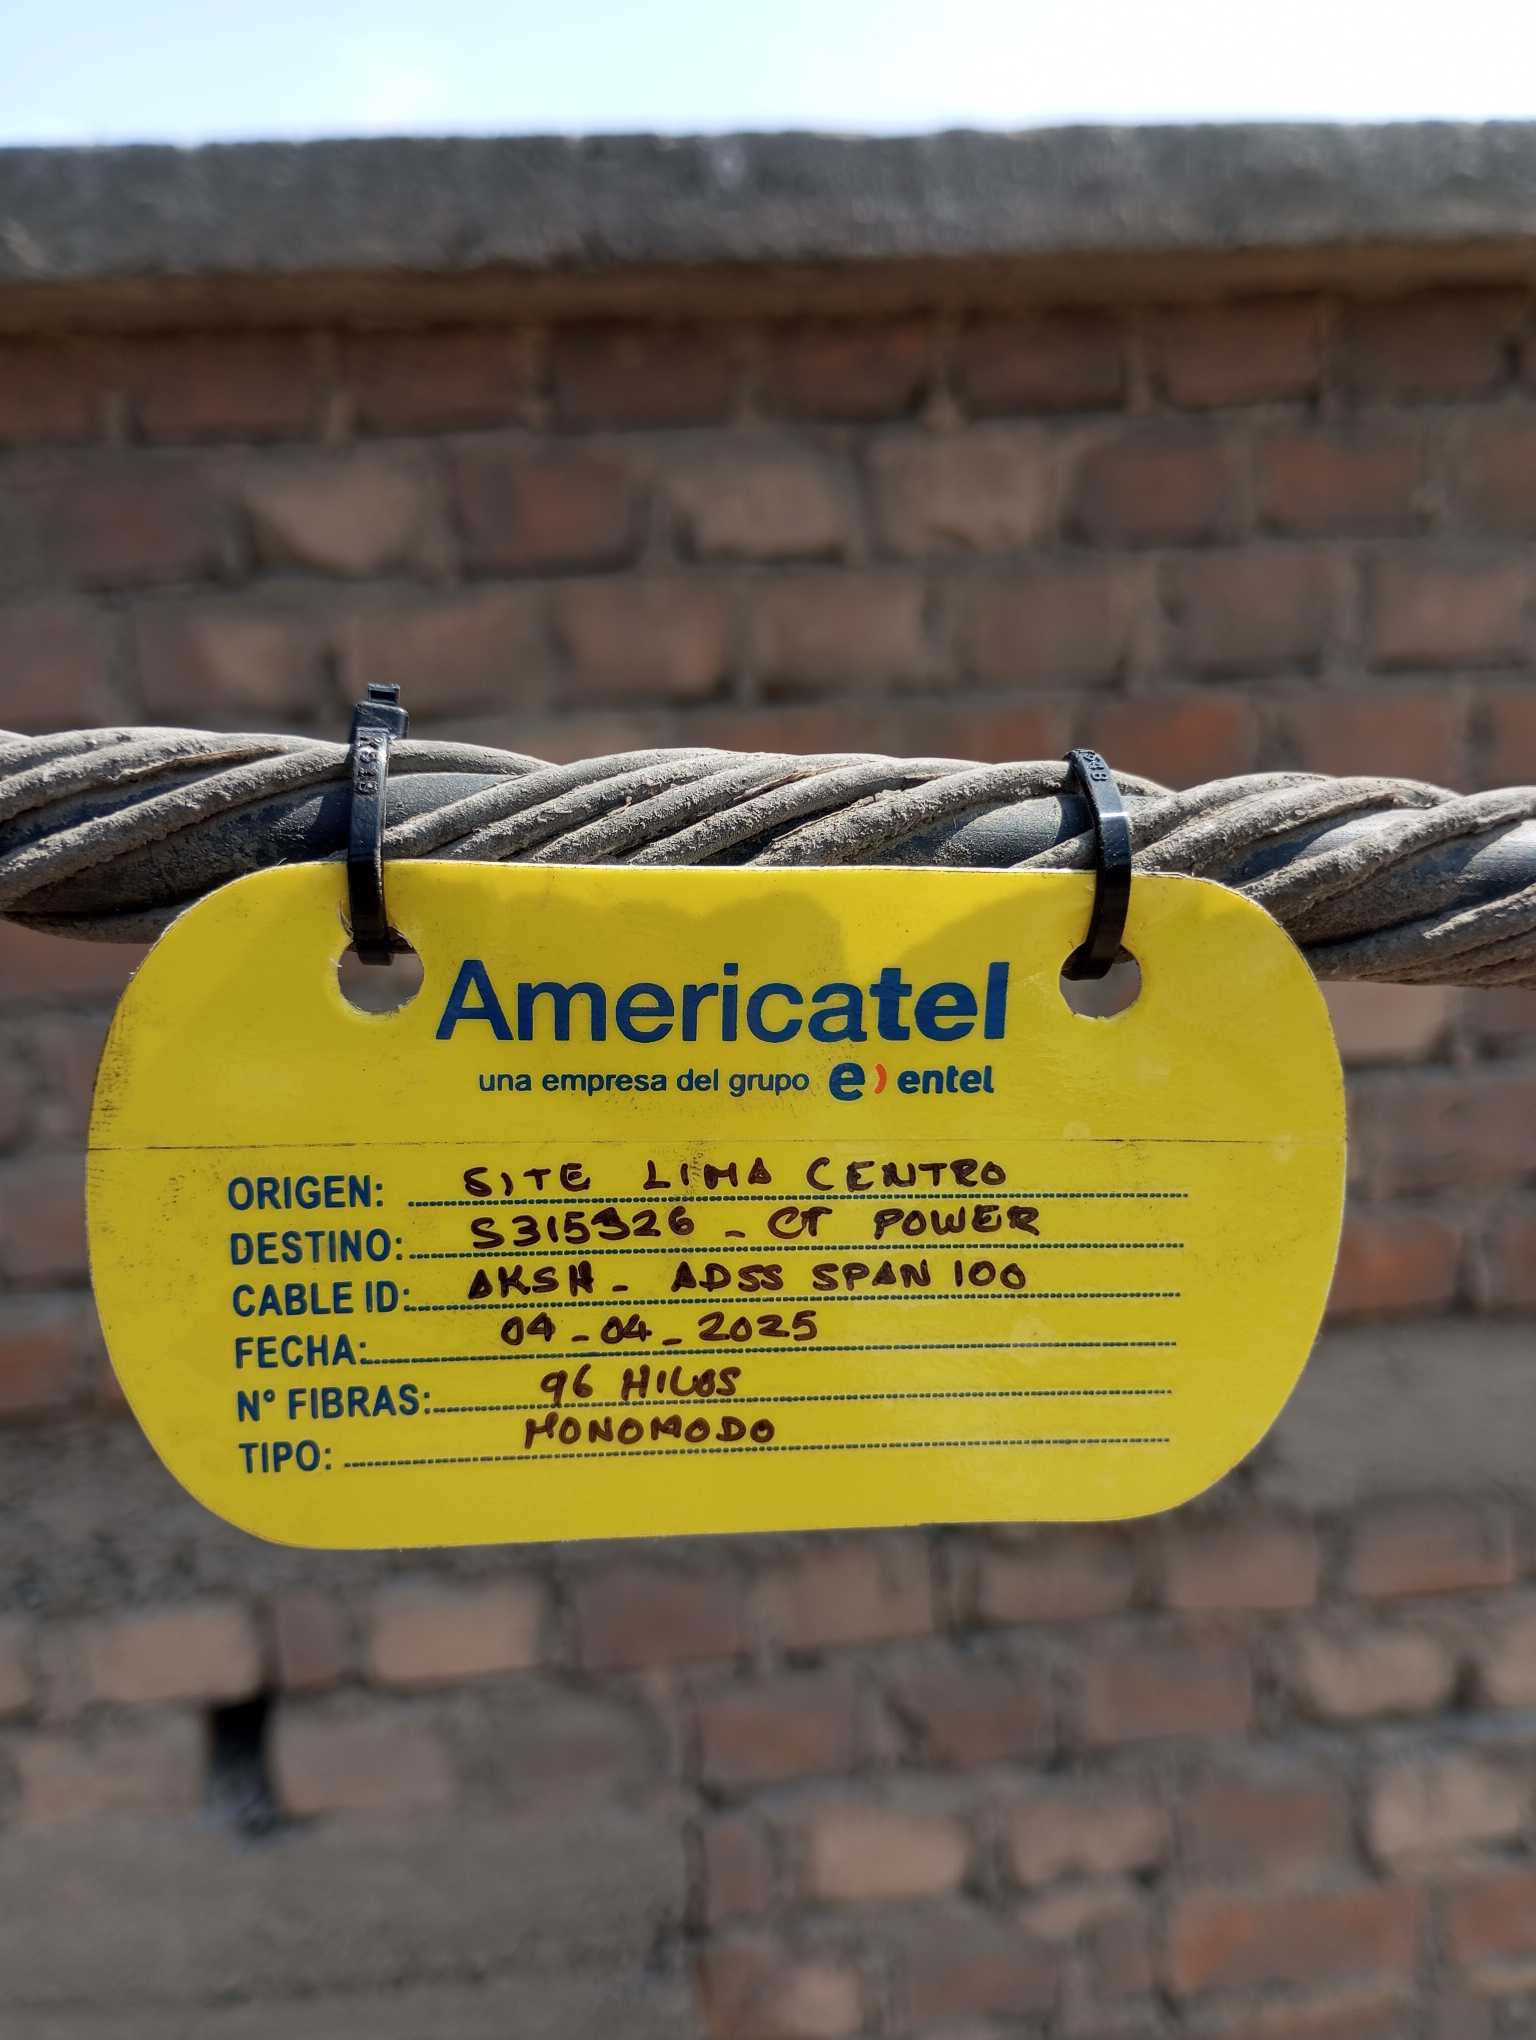 Americatel
una empresa del grupo e) entel
ORIGEN: SITE LIMA CENTRO
DESTINO: S315326 - CT POWER
CABLE ID: AKSH - ADSS SPAN 100
FECHA: 04-04-2025
N° FIBRAS: 96 HILOS
TIPO: MONOMODO